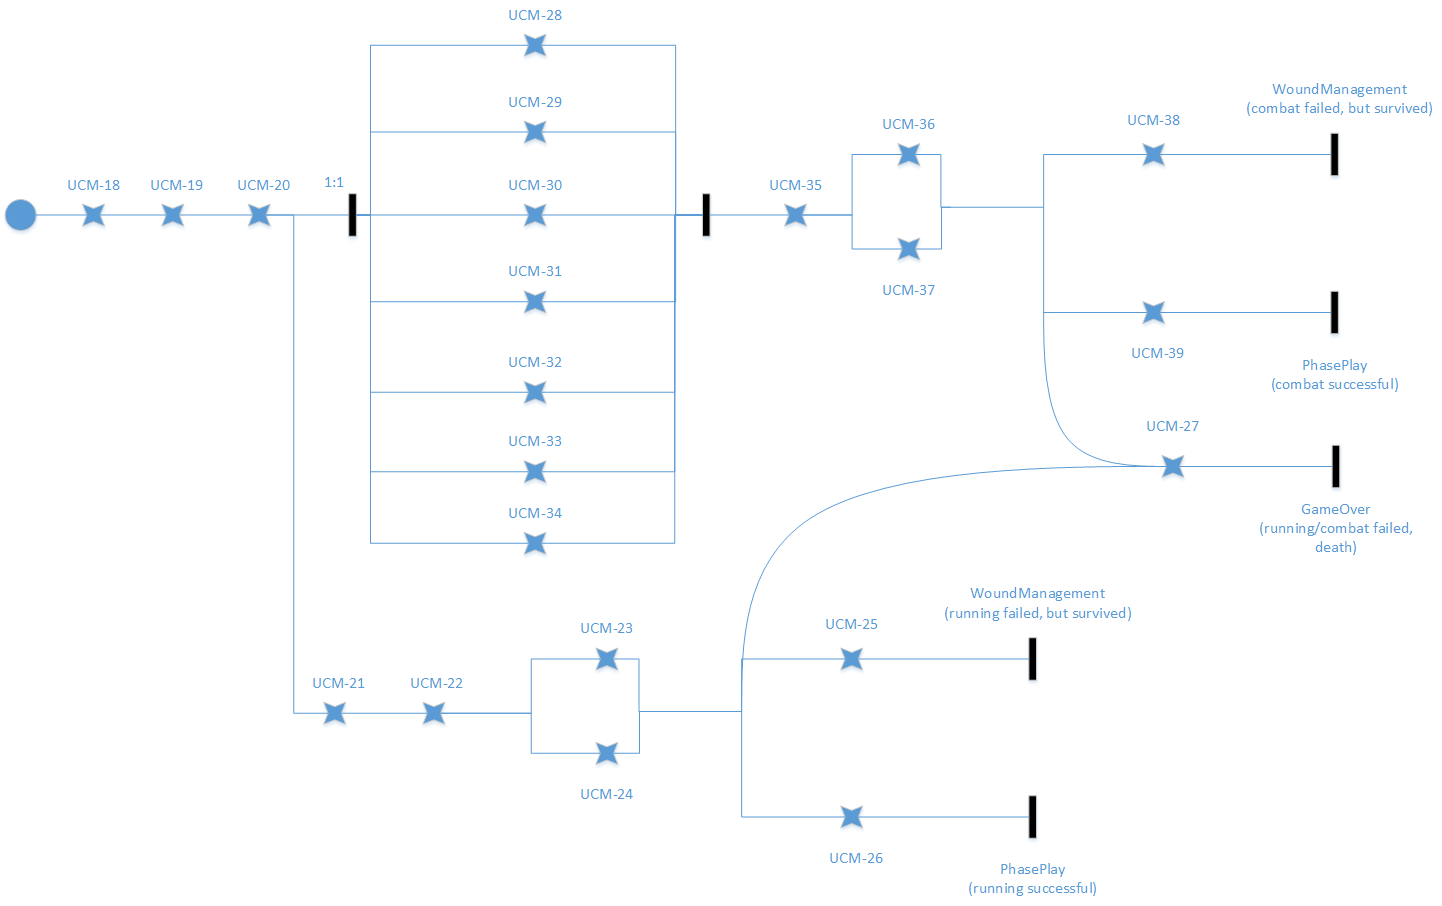 UCM-28
UCM-29
UCM-18
UCM-19
UCM-20
1:1
UCM-30
UCM-31
UCM-32
UCM-33
UCM-34
UCM-35
UCM-36
UCM-37
UCM-38
WoundManagement
(combat failed, but survived)
UCM-39
PhasePlay
(combat successful)
UCM-27
GameOver
(running/combat failed,
death)
UCM-21
UCM-22
UCM-23
UCM-24
UCM-25
WoundManagement
(running failed, but survived)
UCM-26
PhasePlay
(running successful)